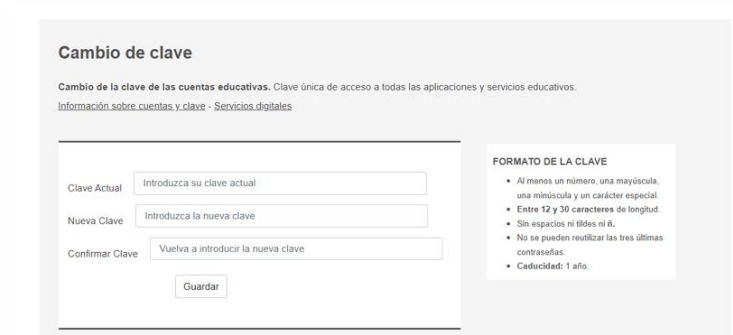 Cambio de clave
Cambio de la clave de las cuentas educativas. Clave única de acceso a todas las aplicaciones y servicios educativos.
Información sobre cuentas y clave - Servicios digitales
Clave Actual
Introduzca su clave actual
Nueva Clave
Introduzca la nueva clave
Confirmar Clave
Vuelva a introducir la nueva clave
Guardar
FORMATO DE LA CLAVE
• Al menos un número, una mayúscula,
una minúscula y un carácter especial.
• Entre 12 y 30 caracteres de longitud.
• Sin espacios ni tildes ni ñ.
• No se pueden reutilizar las tres últimas
contraseñas.
• Caducidad: 1 año.